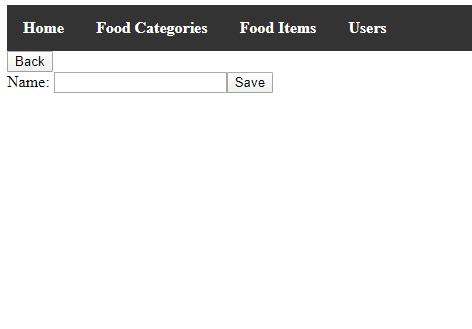 Home Food Categories Food Items Users
Back
Name: Save